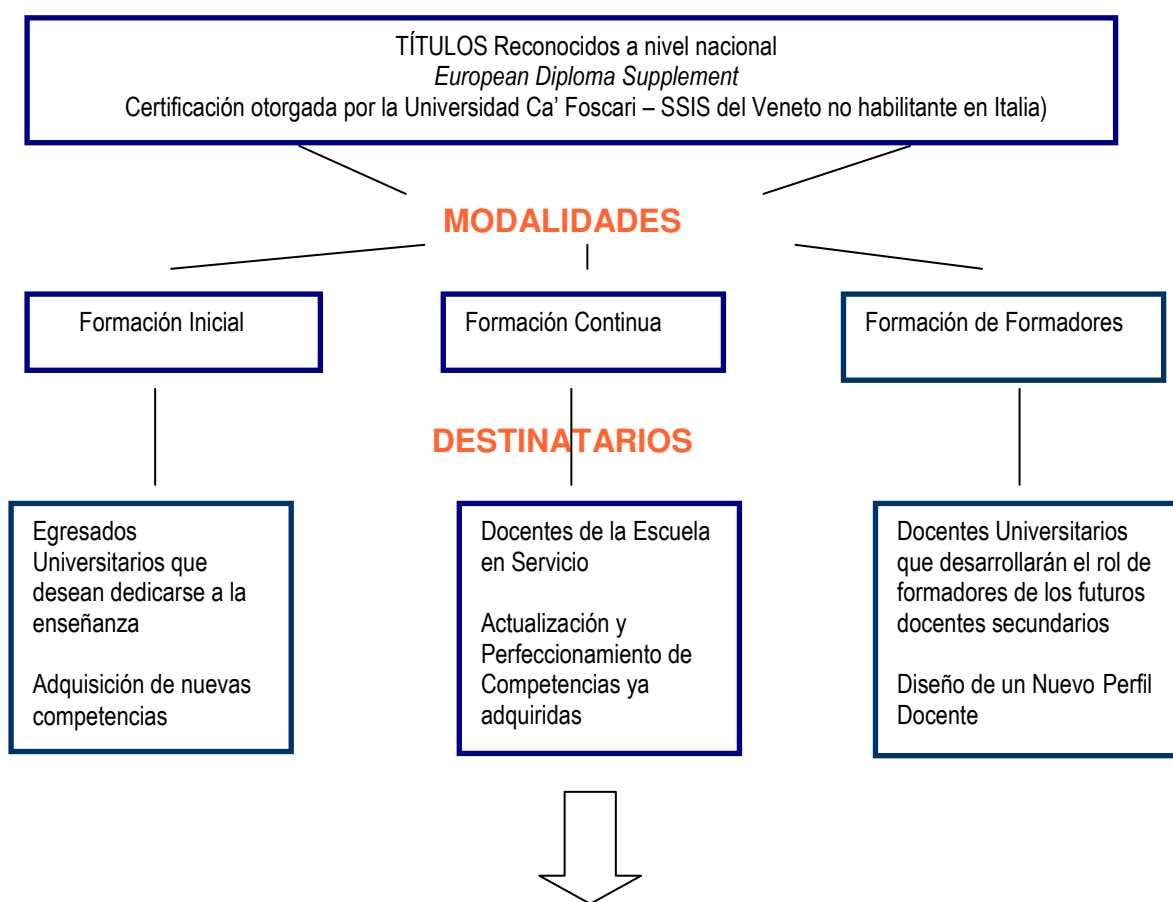 TÍTULOS Reconocidos a nivel nacional
European Diploma Supplement
Certificación otorgada por la Universidad Ca' Foscari – SSIS del Veneto no habilitante en Italia)
MODALIDADES
Formación Inicial
Formación Continua
Formación de Formadores
DESTINATARIOS
Egresados
Universitarios que
desean dedicarse a la
enseñanza
Adquisición de nuevas
competencias
Docentes de la Escuela
en Servicio
Actualización y
Perfeccionamiento de
Competencias ya
adquiridas
Docentes Universitarios
que desarrollarán el rol de
formadores de los futuros
docentes secundarios
Diseño de un Nuevo Perfil
Docente